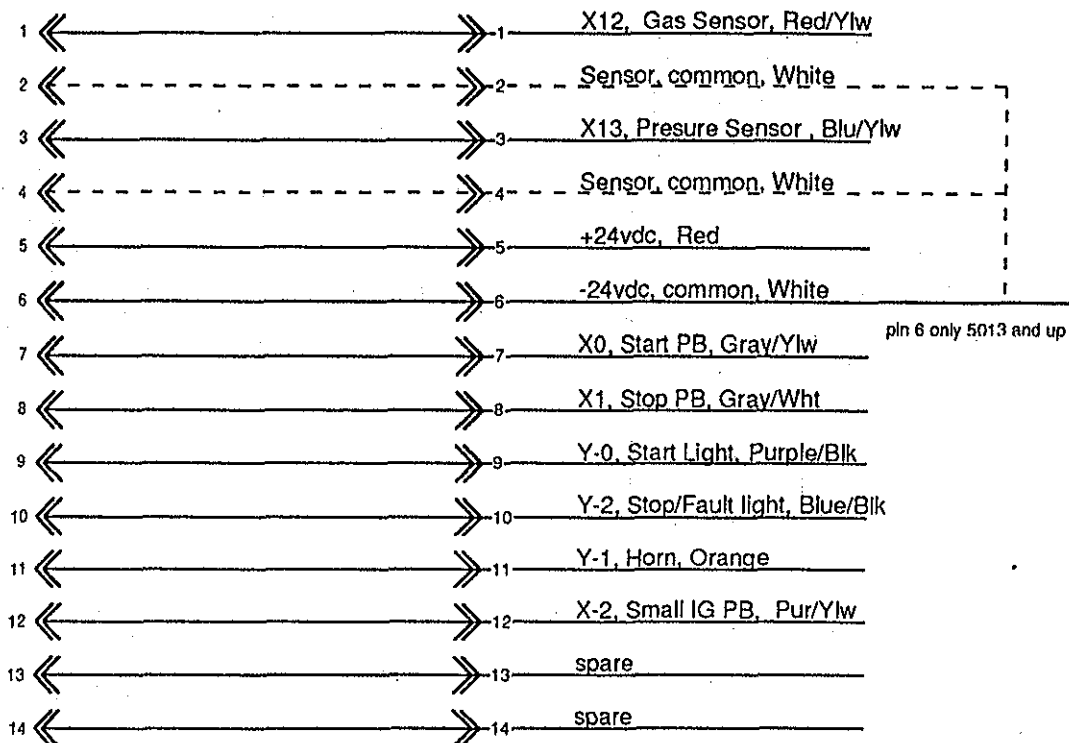 1 1 X12, Gas Sensor, Red/Ylw
2 2 Sensor, common, White
3 3 X13, Presure Sensor , Blu/Ylw
4 4 Sensor, common, White
5 5 +24vdc, Red
6 6 -24vdc, common, White
pin 6 only 5013 and up
7 7 X0, Start PB, Gray/Ylw
8 8 X1, Stop PB, Gray/Wht
9 9 Y-0, Start Light, Purple/Blk
10 10 Y-2, Stop/Fault light, Blue/Blk
11 11 Y-1, Horn, Orange
12 12 X-2, Small IG PB, Pur/Ylw
13 13 spare
14 14 spare